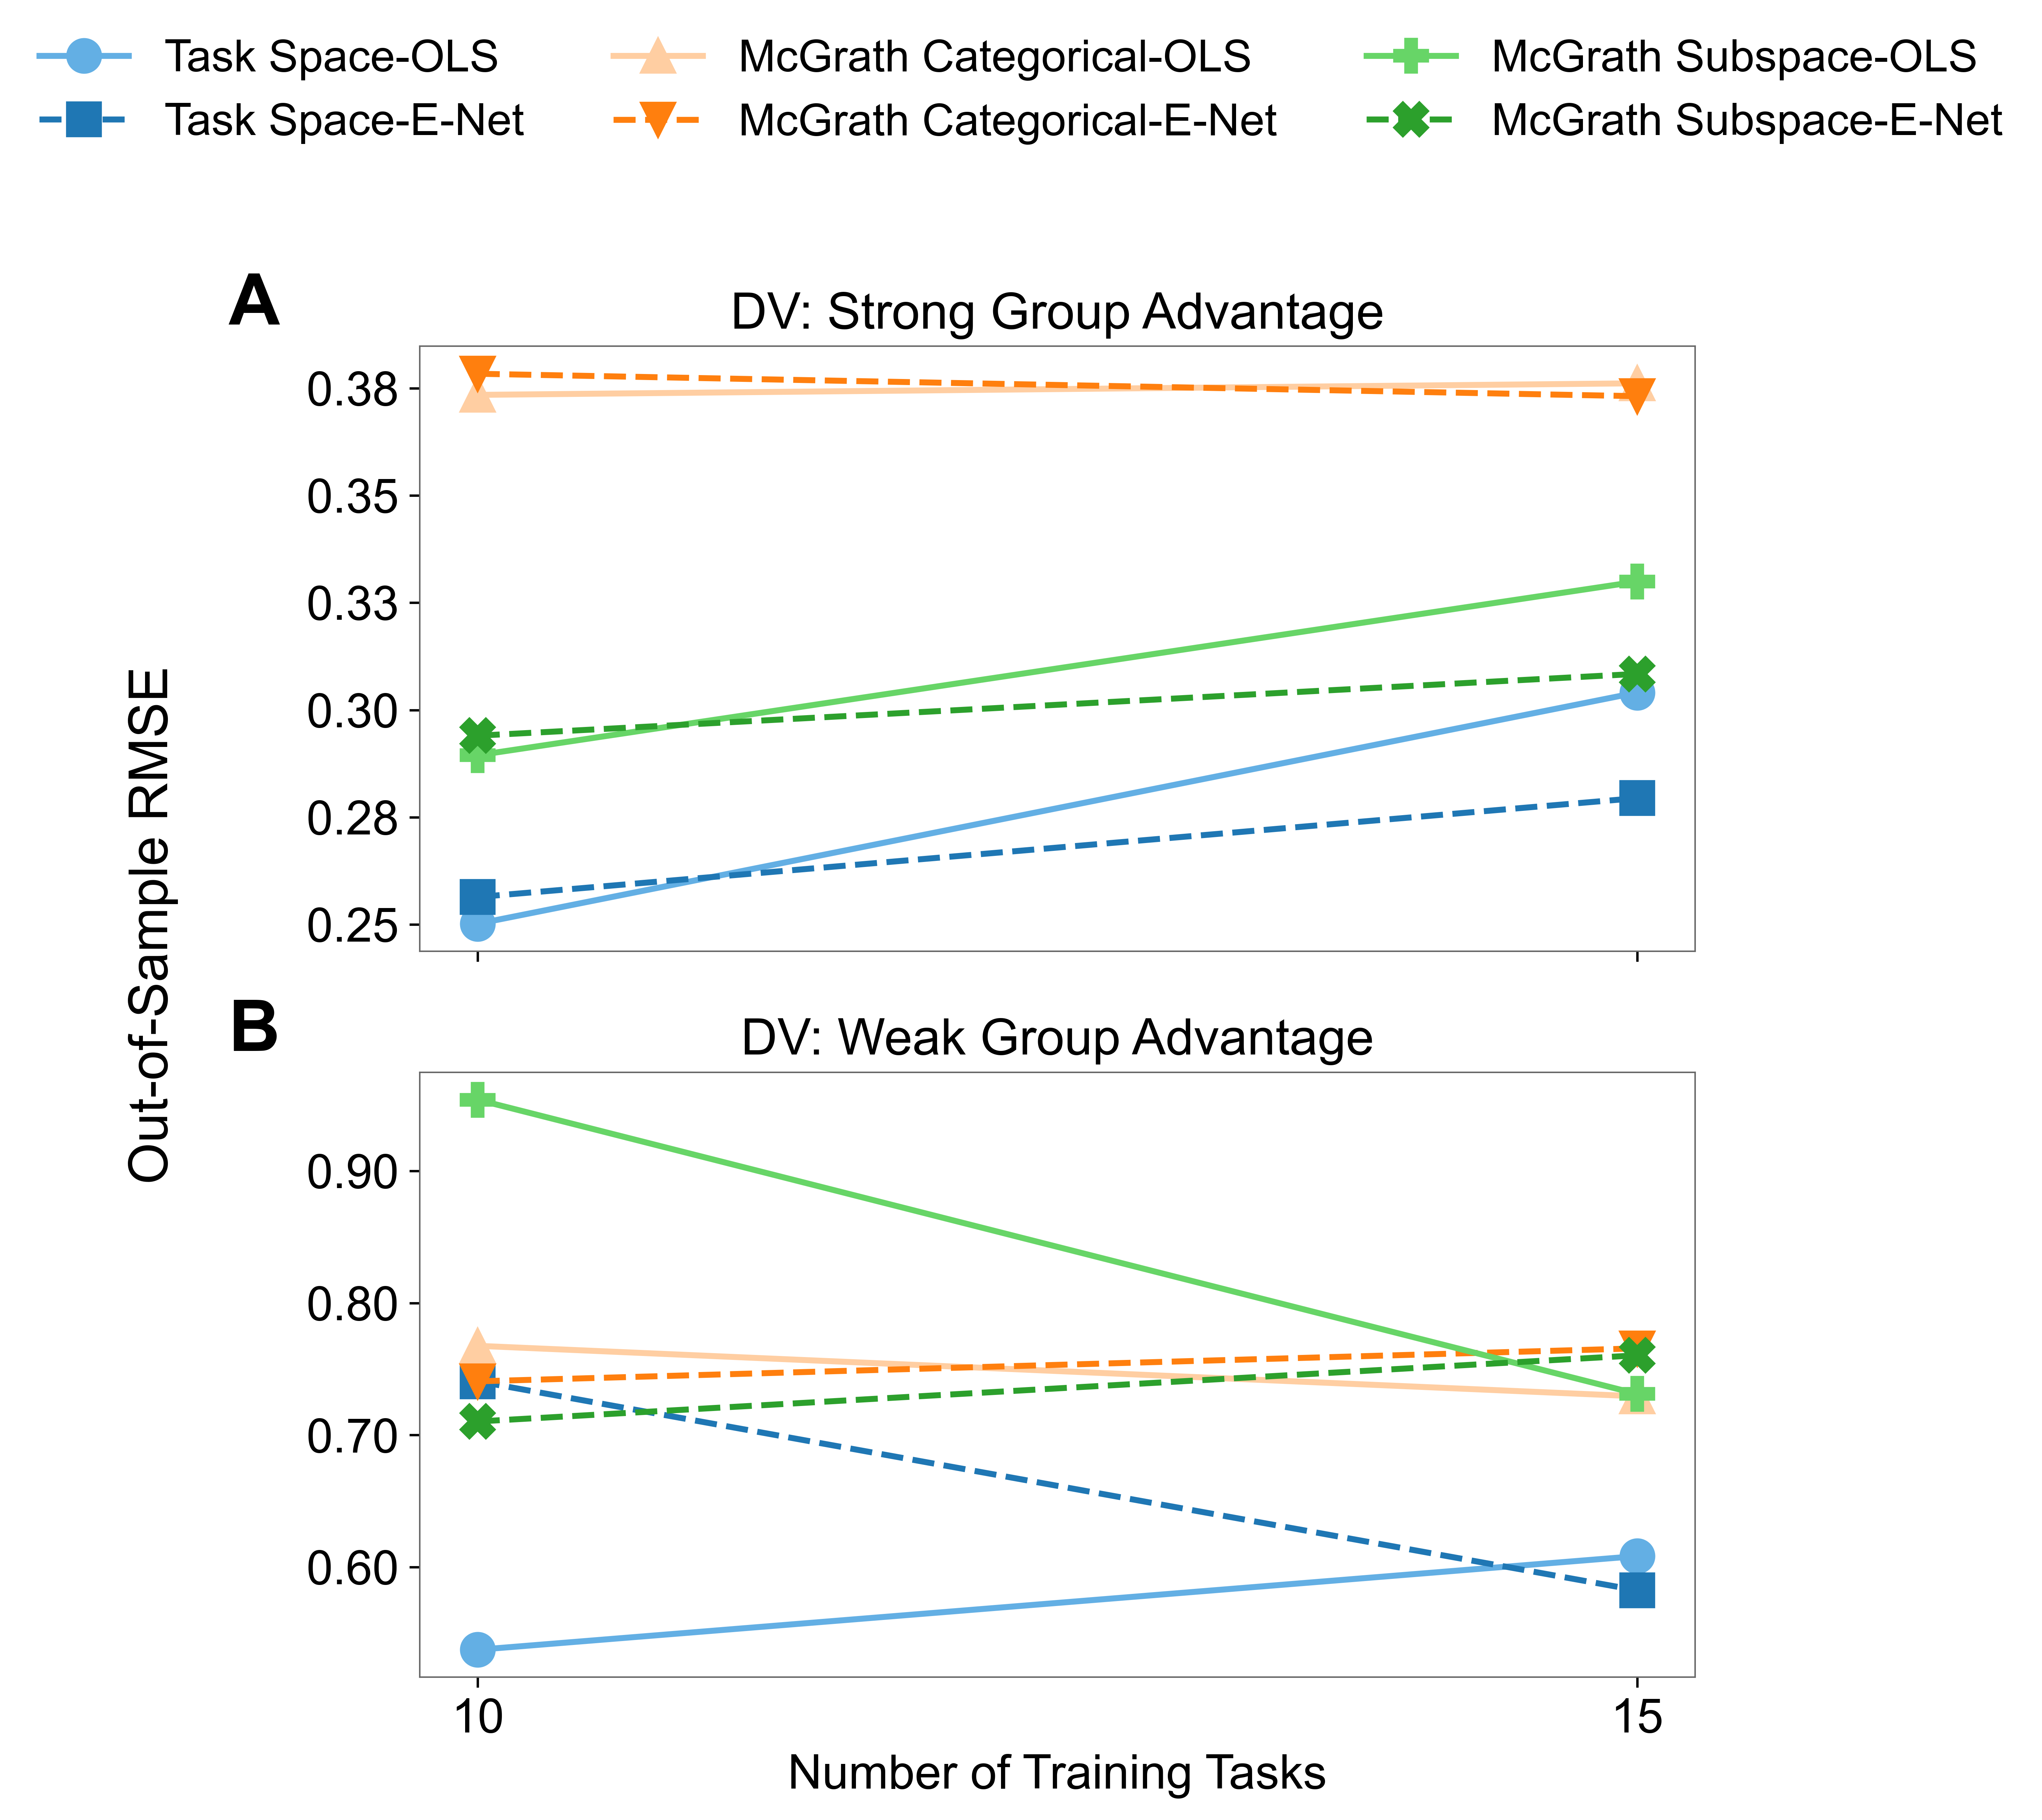 Task Space-OLS
McGrath Categorical-OLS
McGrath Subspace-OLS
Task Space-E-Net
McGrath Categorical-E-Net
McGrath Subspace-E-Net
A
DV: Strong Group Advantage
0.38
0.35
0.33
0.30
0.28
0.25
Out-of-Sample RMSE
B
DV: Weak Group Advantage
0.90
0.80
0.70
0.60
10
15
Number of Training Tasks